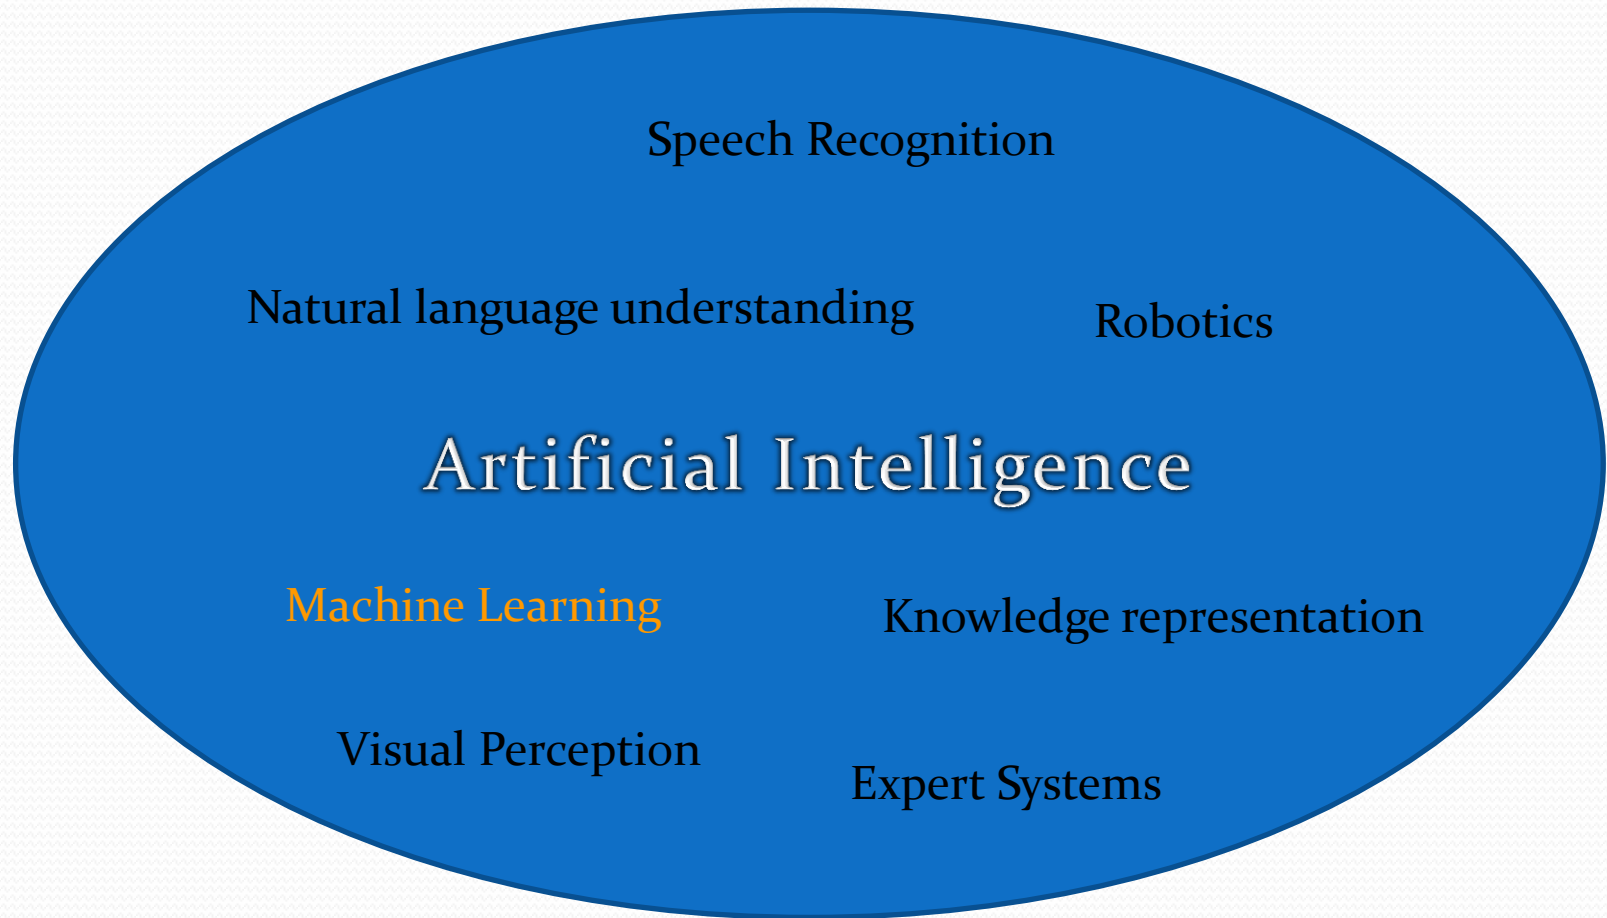 Speech Recognition
Natural language understanding
Robotics
Artificial Intelligence
Machine Learning
Knowledge representation
Visual Perception
Expert Systems